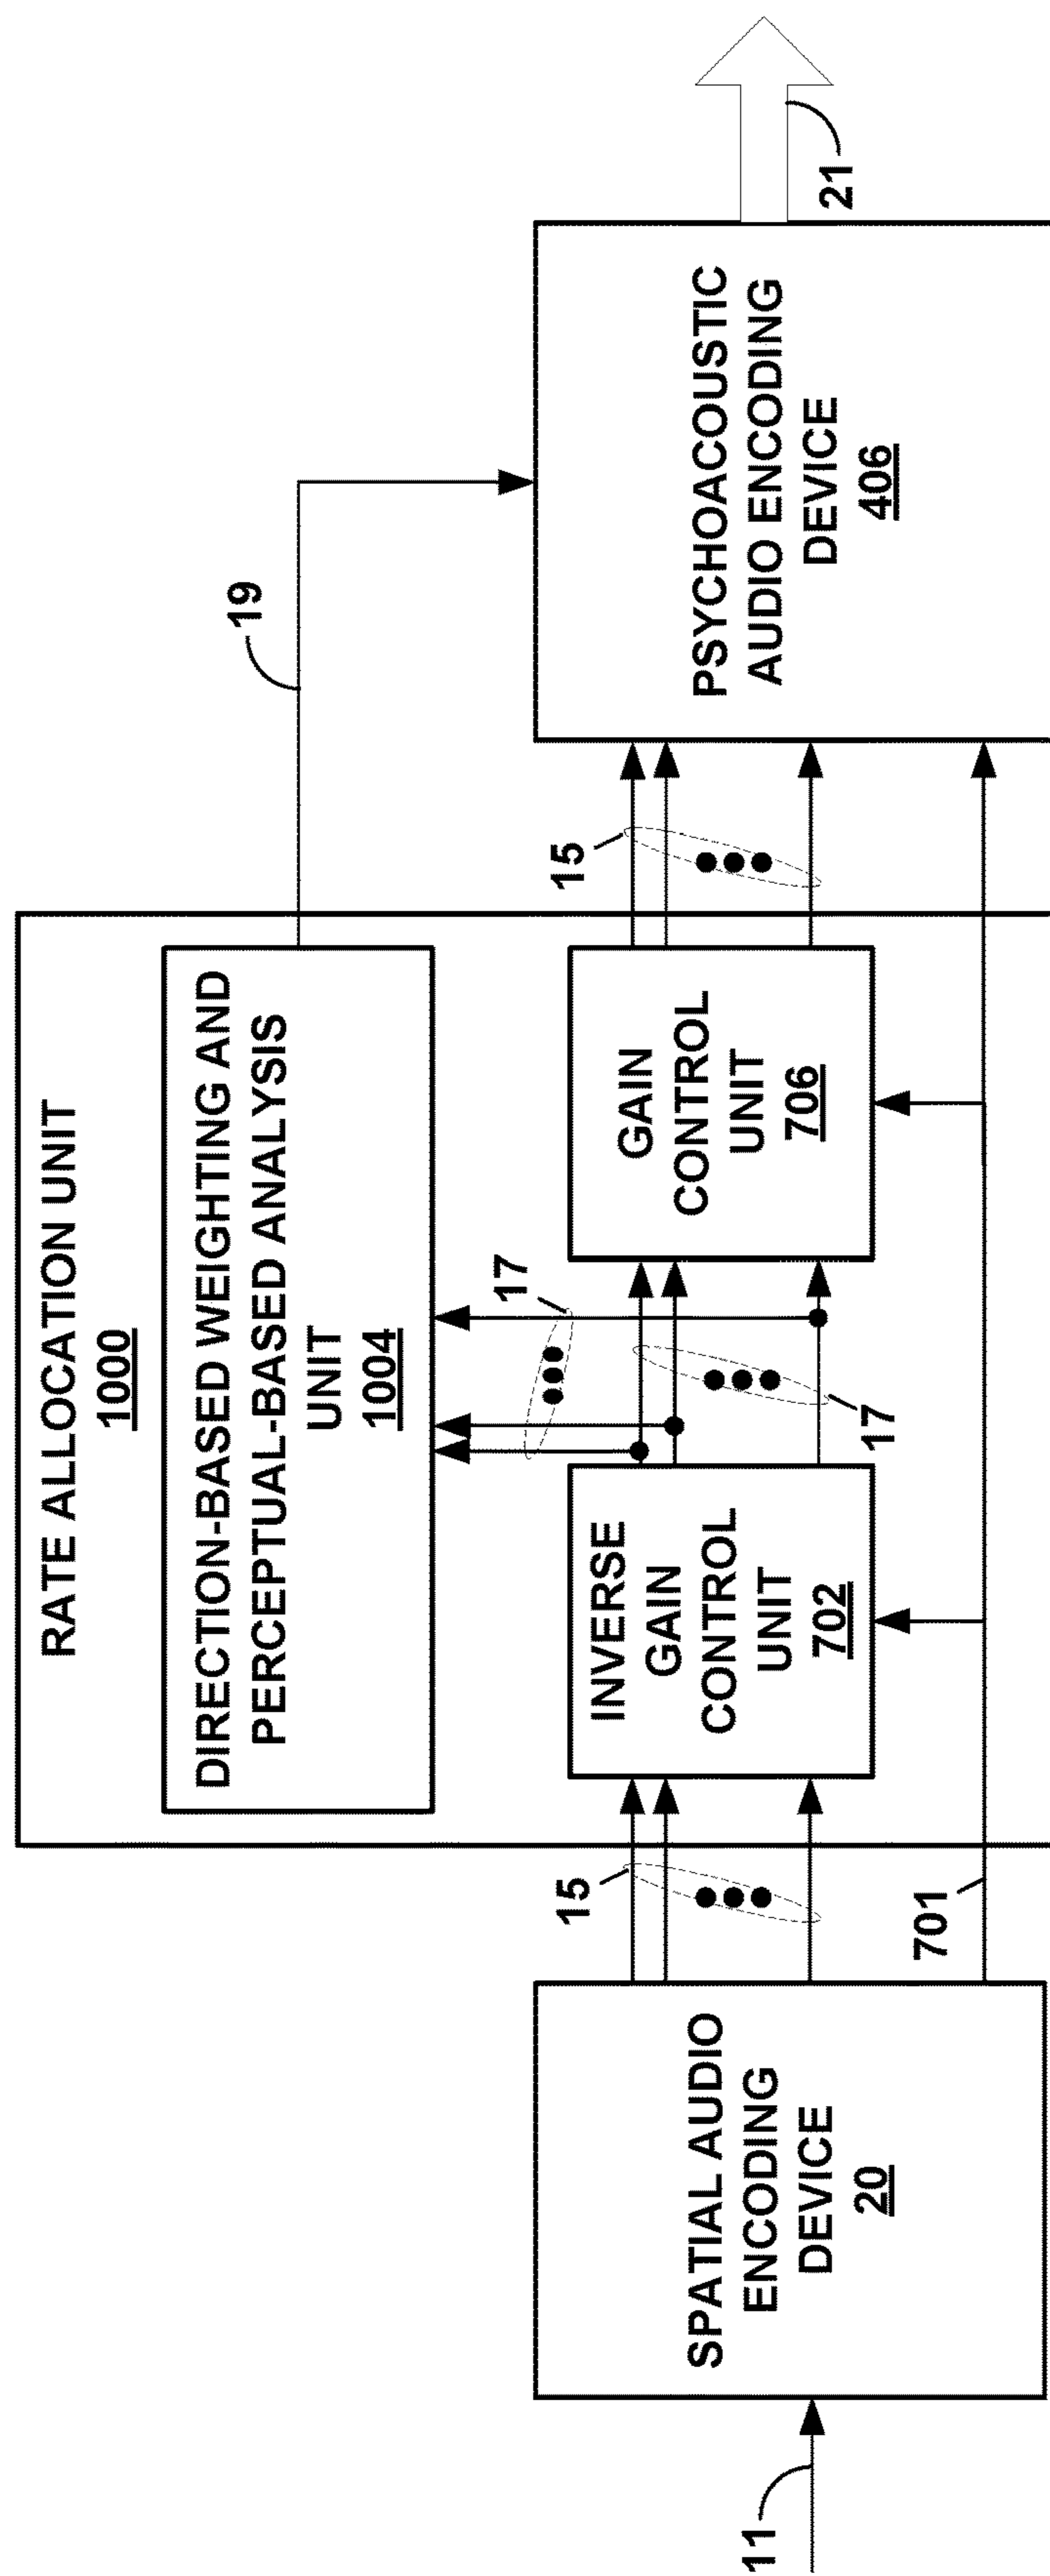 RATE ALLOCATION UNIT
1000
DIRECTION-BASED WEIGHTING AND
PERCEPTUAL-BASED ANALYSIS
UNIT
1004
19
11
SPATIAL AUDIO
ENCODING
DEVICE
20
15
701
INVERSE
GAIN
CONTROL
UNIT
702
17
17
GAIN
CONTROL
UNIT
706
15
PSYCHOACOUSTIC
AUDIO ENCODING
DEVICE
406
21